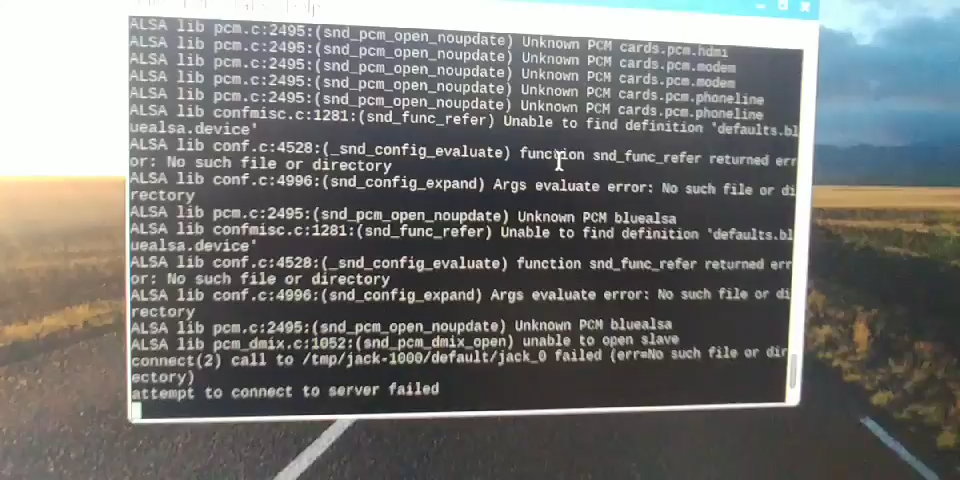 ALSA lib pcm.c:2495:(snd_pcm_open_noupdate) Unknown PCM cards.pcm.hdmi
ALSA lib pcm.c:2495:(snd_pcm_open_noupdate) Unknown PCM cards.pcm.modem
ALSA lib pcm.c:2495:(snd_pcm_open_noupdate) Unknown PCM cards.pcm.modem
ALSA lib pcm.c:2495:(snd_pcm_open_noupdate) Unknown PCM cards.pcm.phoneline
ALSA lib pcm.c:2495:(snd_pcm_open_noupdate) Unknown PCM cards.pcm.phoneline
ALSA lib confmisc.c:1281:(snd_func_refer) Unable to find definition 'defaults.bl
uealsa.device'
ALSA lib conf.c:4528:(_snd_config_evaluate) function snd_func_refer returned err
or: No such file or directory
ALSA lib conf.c:4996:(snd_config_expand) Args evaluate error: No such file or di
rectory
ALSA lib pcm.c:2495:(snd_pcm_open_noupdate) Unknown PCM bluealsa
ALSA lib confmisc.c:1281:(snd_func_refer) Unable to find definition 'defaults.bl
uealsa.device'
ALSA lib conf.c:4528:(_snd_config_evaluate) function snd_func_refer returned err
or: No such file or directory
ALSA lib conf.c:4996:(snd_config_expand) Args evaluate error: No such file or di
rectory
ALSA lib pcm.c:2495:(snd_pcm_open_noupdate) Unknown PCM bluealsa
ALSA lib pcm_dmix.c:1052:(snd_pcm_dmix_open) unable to open slave
connect(2) call to /tmp/jack-1000/default/jack_0 failed (err=No such file or dir
ectory)
attempt to connect to server failed